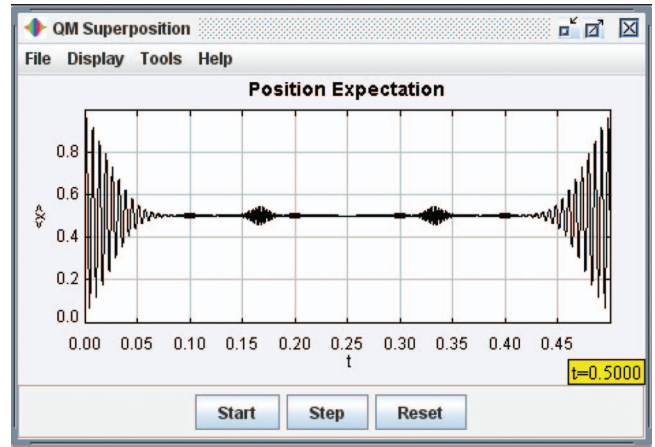 QM Superposition
File Display Tools Help
Position Expectation
0.8
0.6
0.4
0.2
0.0
<x>
0.00 0.05 0.10 0.15 0.20 0.25 0.30 0.35 0.40 0.45
t
t=0.5000
Start Step Reset